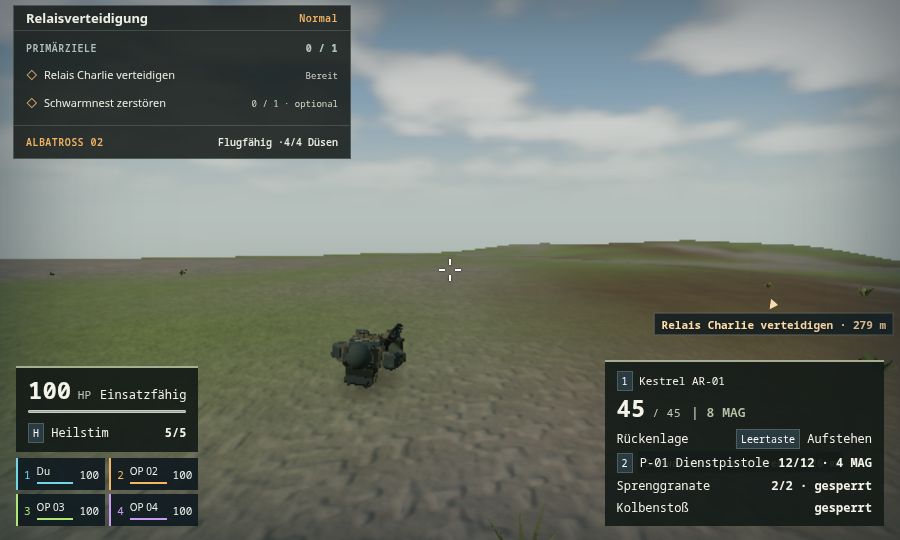 Relaisverteidigung Normal
PRIMÄRZIELE 0 / 1
Relais Charlie verteidigen Bereit
Schwarmnest zerstören 0 / 1 · optional
ALBATROSS 02 Flugfähig ·4/4 Düsen
Relais Charlie verteidigen · 279 m
100 HP Einsatzfähig
H Heilstim 5/5
1 Du 100 2 OP 02 100
3 OP 03 100 4 OP 04 100
1 Kestrel AR-01
45 / 45 | 8 MAG
Rückenlage Leertaste Aufstehen
2 P-01 Dienstpistole 12/12 · 4 MAG
Sprenggranate 2/2 · gesperrt
Kolbenstoß gesperrt